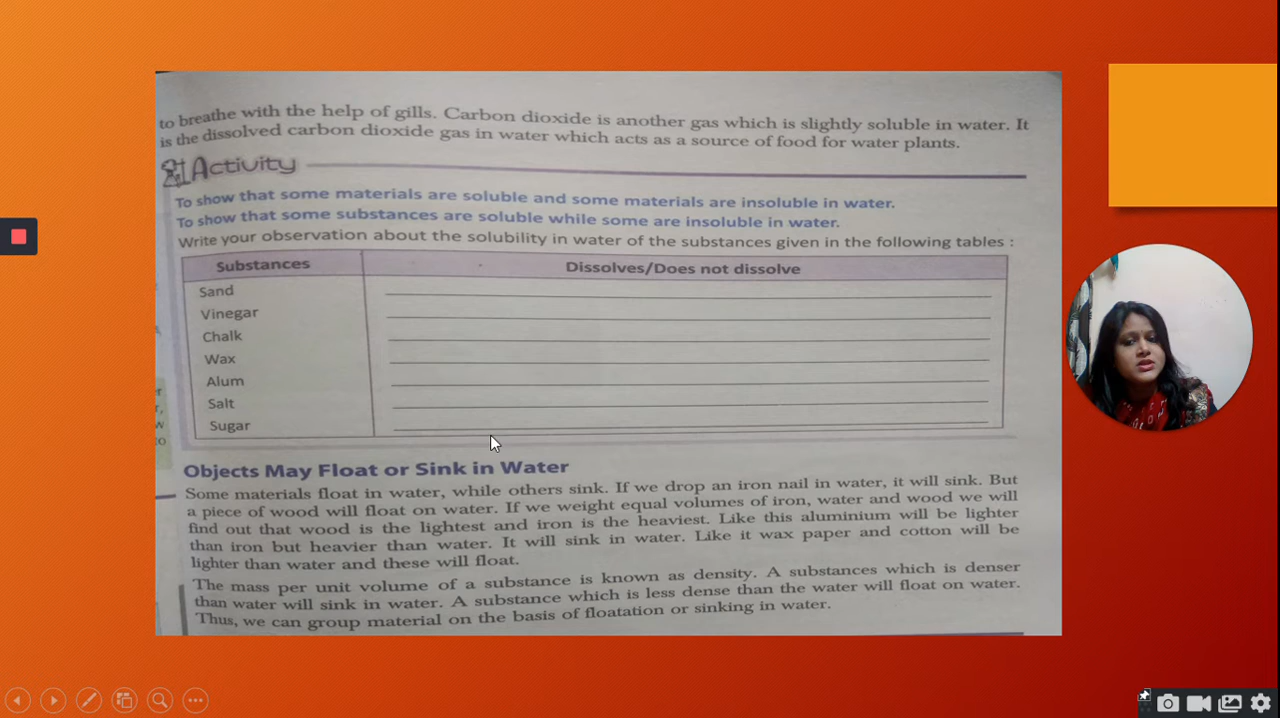 to breathe with the help of gills. Carbon dioxide is another gas which is slightly soluble in water. It
is the dissolved carbon dioxide gas in water which acts as a source of food for water plants.
Activity
To show that some materials are soluble and some materials are insoluble in water.
To show that some substances are soluble while some are insoluble in water.
Write your observation about the solubility in water of the substances given in the following tables :
Substances Dissolves/Does not dissolve
Sand
Vinegar
Chalk
Wax
Alum
Salt
Sugar
Objects May Float or Sink in Water
Some materials float in water, while others sink. If we drop an iron nail in water, it will sink. But
a piece of wood will float on water. If we weight equal volumes of iron, water and wood we will
find out that wood is the lightest and iron is the heaviest. Like this aluminium will be lighter
than iron but heavier than water. It will sink in water. Like it wax paper and cotton will be
lighter than water and these will float.
The mass per unit volume of a substance is known as density. A substances which is denser
than water will sink in water. A substance which is less dense than the water will float on water.
Thus, we can group material on the basis of floatation or sinking in water.